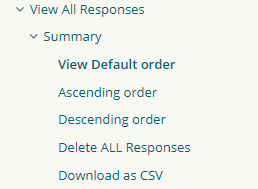 View All Responses
Summary
View Default order
Ascending order
Descending order
Delete ALL Responses
Download as CSV